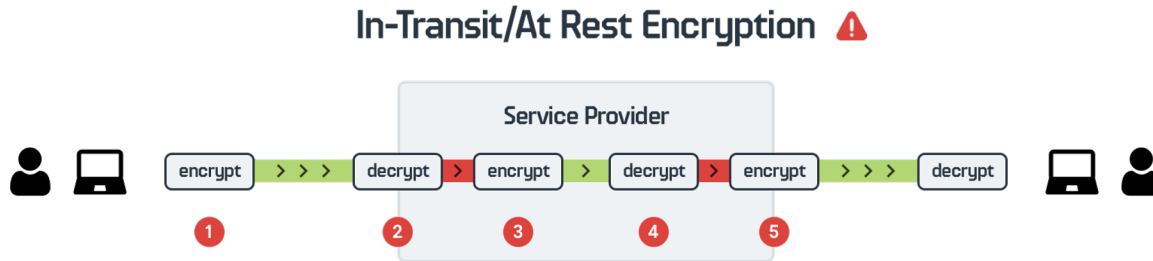 In-Transit/At Rest Encryption
Service Provider
encrypt > > > decrypt > encrypt > decrypt > encrypt > > > decrypt
1 2 3 4 5